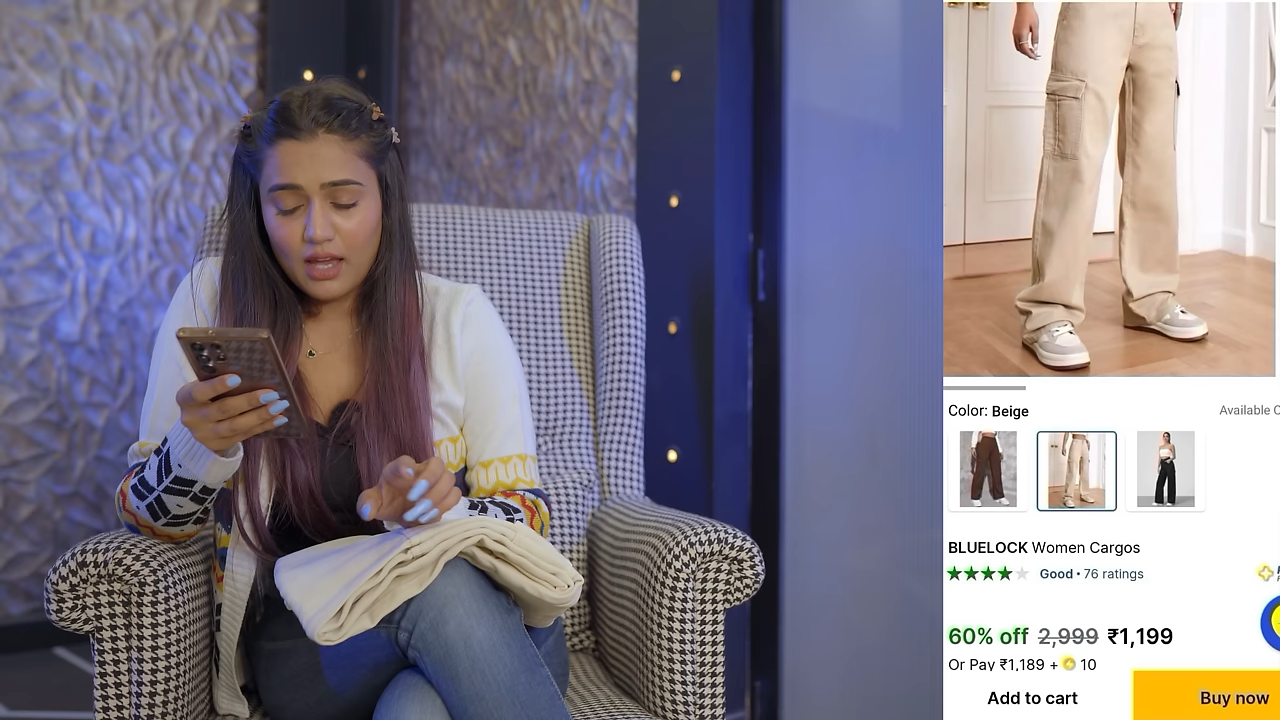 Color: Beige
Available
BLUELOCK Women Cargos
Good • 76 ratings
60% off 2,999 ₹1,199
Or Pay ₹1,189 + 10
Add to cart
Buy now